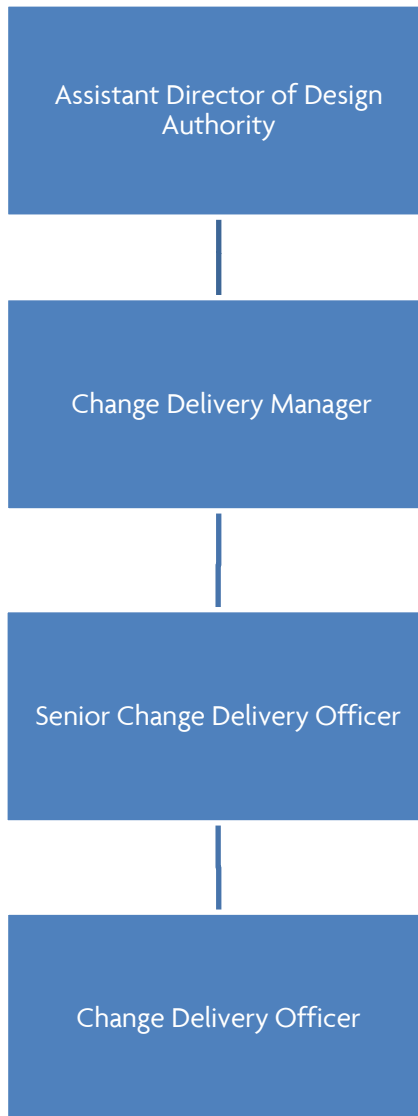 Assistant Director of Design
Authority
Change Delivery Manager
Senior Change Delivery Officer
Change Delivery Officer